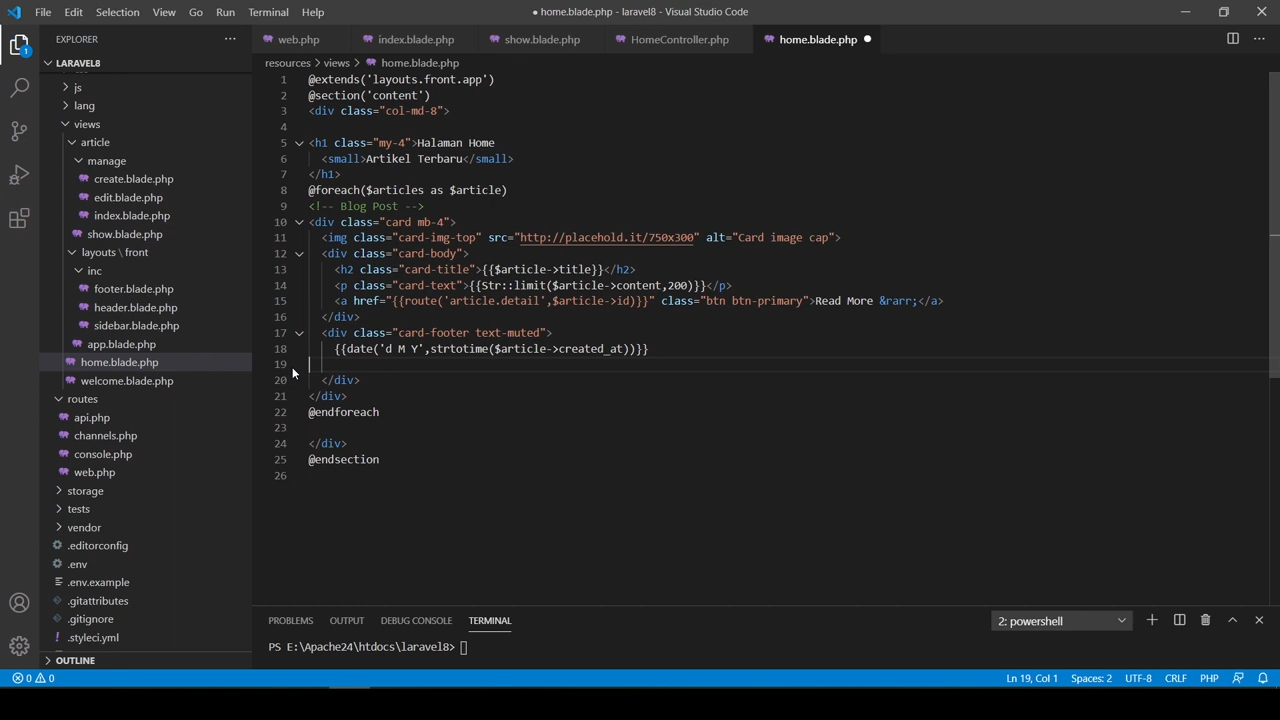 File Edit Selection View Go Run Terminal Help
● home.blade.php - laravel8 - Visual Studio Code
EXPLORER
web.php index.blade.php show.blade.php HomeController.php home.blade.php
LARAVEL8
resources > views > home.blade.php
js
lang
views
article
manage
create.blade.php
edit.blade.php
index.blade.php
show.blade.php
layouts \ front
inc
footer.blade.php
header.blade.php
sidebar.blade.php
app.blade.php
home.blade.php
welcome.blade.php
routes
api.php
channels.php
console.php
web.php
storage
tests
vendor
.editorconfig
.env
.env.example
.gitattributes
.gitignore
.styleci.yml
OUTLINE
1 @extends('layouts.front.app')
2 @section('content')
3 <div class="col-md-8">
4
5 <h1 class="my-4">Halaman Home
6 <small>Artikel Terbaru</small>
7 </h1>
8 @foreach($articles as $article)
9 <!-- Blog Post -->
10 <div class="card mb-4">
11 <img class="card-img-top" src="http://placehold.it/750x300" alt="Card image cap">
12 <div class="card-body">
13 <h2 class="card-title">{{$article->title}}</h2>
14 <p class="card-text">{{Str::limit($article->content,200)}}</p>
15 <a href="{{route('article.detail',$article->id)}}" class="btn btn-primary">Read More &rarr;</a>
16 </div>
17 <div class="card-footer text-muted">
18 {{date('d M Y',strtotime($article->created_at))}}
19
20 </div>
21 </div>
22 @endforeach
23
24 </div>
25 @endsection
26
PROBLEMS OUTPUT DEBUG CONSOLE TERMINAL
2: powershell
PS E:\Apache24\htdocs\laravel8>
0 0
Ln 19, Col 1 Spaces: 2 UTF-8 CRLF PHP
1